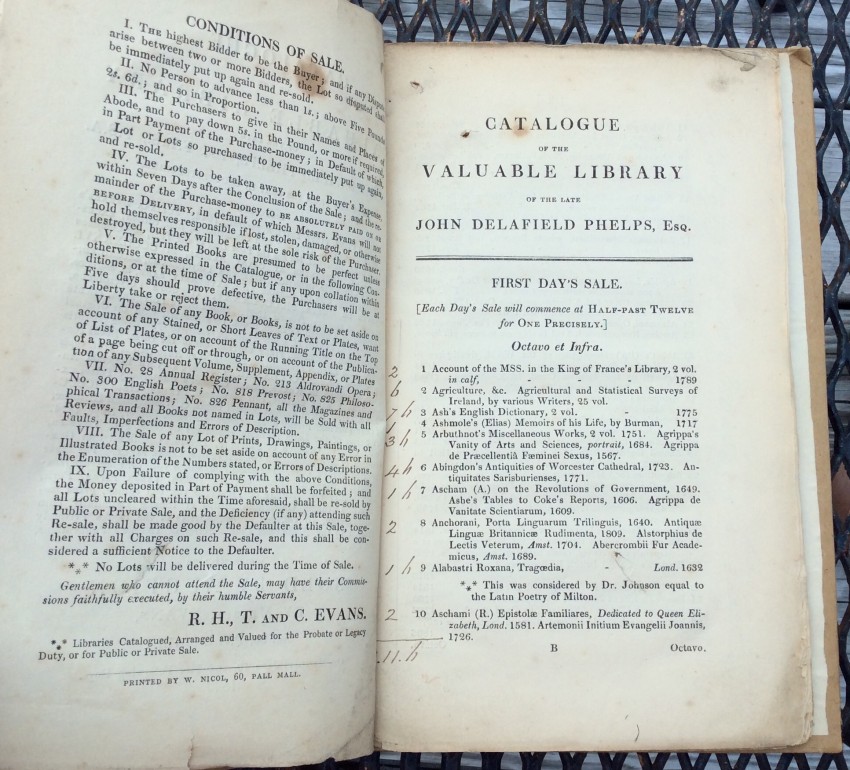 CONDITIONS OF SALE.
I. THE highest Bidder to be the Buyer; and if any Dispute
arise between two or more Bidders, the Lot so disputed shall
be immediately put up again and re-sold.
II. No Person to advance less than 1s.; above Five Pounds
2s. 6d.; and so in Proportion.
III. The Purchasers to give in their Names and Places of
Abode, and to pay down 5s. in the Pound, or more if required,
in Part Payment of the Purchase-money; in Default of which,
Lot or Lots so purchased to be immediately put up again,
and re-sold.
IV. The Lots to be taken away, at the Buyer's Expense,
within Seven Days after the Conclusion of the Sale; and the re-
mainder of the Purchase-money to BE ABSOLUTELY PAID ON OR
BEFORE DELIVERY, in default of which Messrs. Evans will not
hold themselves responsible if lost, stolen, damaged, or otherwise
destroyed, but they will be left at the sole risk of the Purchaser.
V. The Printed Books are presumed to be perfect unless
otherwise expressed in the Catalogue, or in the following Con-
ditions, or at the time of Sale; but if any upon collation within
Five days should prove defective, the Purchasers will be at
Liberty take or reject them.
VI. The Sale of any Book, or Books, is not to be set aside on
account of any Stained, or Short Leaves of Text or Plates, want
of List of Plates, or on account of the Running Title on the Top
of a page being cut off or through, or on account of the Publica-
tion of any Subsequent Volume, Supplement, Appendix, or Plates
VII. No. 28 Annual Register; No. 213 Aldrovandi Opera;
No. 300 English Poets; No. 818 Prevost; No. 825 Philoso-
phical Transactions; No. 826 Pennant, all the Magazines and
Reviews, and all Books not named in Lots, will be Sold with all
Faults, Imperfections and Errors of Description.
VIII. The Sale of any Lot of Prints, Drawings, Paintings, or
Illustrated Books is not to be set aside on account of any Error in
the Enumeration of the Numbers stated, or Errors of Descriptions.
IX. Upon Failure of complying with the above Conditions,
the Money deposited in Part of Payment shall be forfeited; and
all Lots uncleared within the Time aforesaid, shall be re-sold by
Public or Private Sale, and the Deficiency (if any) attending such
Re-sale, shall be made good by the Defaulter at this Sale, toge-
ther with all Charges on such Re-sale, and this shall be con-
sidered a sufficient Notice to the Defaulter.
*** No Lots will be delivered during the Time of Sale.
Gentlemen who cannot attend the Sale, may have their Commis-
sions faithfully executed, by their humble Servants,
R. H., T. AND C. EVANS.
*** Libraries Catalogued, Arranged and Valued for the Probate or Legacy
Duty, or for Public or Private Sale.
PRINTED BY W. NICOL, 60, PALL MALL.
CATALOGUE
OF THE
VALUABLE LIBRARY
OF THE LATE
JOHN DELAFIELD PHELPS, ESQ.
FIRST DAY'S SALE.
[Each Day's Sale will commence at HALF-PAST TWELVE
for ONE PRECISELY.]
Octavo et Infra.
2 1 Account of the MSS. in the King of France's Library, 2 vol.
in calf, - - - - 1789
6 2 Agriculture, &c. Agricultural and Statistical Surveys of
Ireland, by various Writers, 25 vol.
7h 3 Ash's English Dictionary, 2 vol. - 1775
1 4 Ashmole's (Elias) Memoirs of his Life, by Burman, 1717
3h 5 Arbuthnot's Miscellaneous Works, 2 vol. 1751. Agrippa's
Vanity of Arts and Sciences, portrait, 1684. Agrippa
de Præcellentiâ Fœminei Sexus, 1567.
4h 6 Abingdon's Antiquities of Worcester Cathedral, 1723. An-
tiquitates Sarisburienses, 1771.
1h 7 Ascham (A.) on the Revolutions of Government, 1649.
Ashe's Tables to Coke's Reports, 1606. Agrippa de
Vanitate Scientiarum, 1609.
2 8 Anchorani, Porta Linguarum Trilinguis, 1640. Antiquæ
Linguæ Britannicæ Rudimenta, 1809. Alstorphius de
Lectis Veterum, Amst. 1704. Abercrombii Fur Acade-
micus, Amst. 1689.
1h 9 Alabastri Roxana, Tragœdia, - Lond. 1632
*** This was considered by Dr. Johnson equal to
the Latin Poetry of Milton.
2 10 Aschami (R.) Epistolæ Familiares, Dedicated to Queen Eli-
zabeth, Lond. 1581. Artemonii Initium Evangelii Joannis,
1726.
11.h
B Octavo.